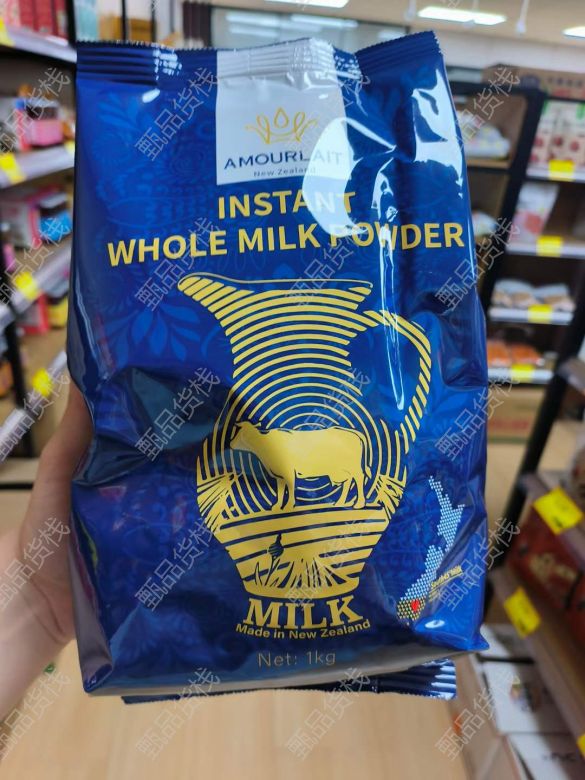 AMOURLAIT
New Zealand
INSTANT
WHOLE MILK POWDER
MILK
Made in New Zealand
Net: 1kg
甄品货栈